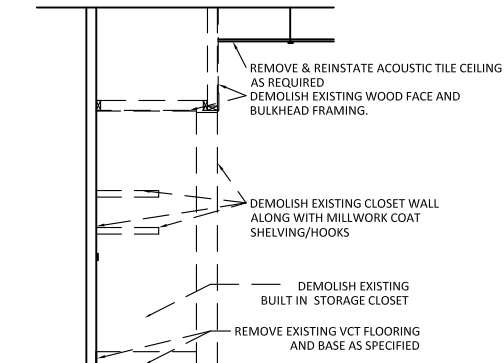 REMOVE & REINSTATE ACOUSTIC TILE CEILING
AS REQUIRED
DEMOLISH EXISTING WOOD FACE AND
BULKHEAD FRAMING.
DEMOLISH EXISTING CLOSET WALL
ALONG WITH MILLWORK COAT
SHELVING/HOOKS
DEMOLISH EXISTING
BUILT IN STORAGE CLOSET
REMOVE EXISTING VCT FLOORING
AND BASE AS SPECIFIED